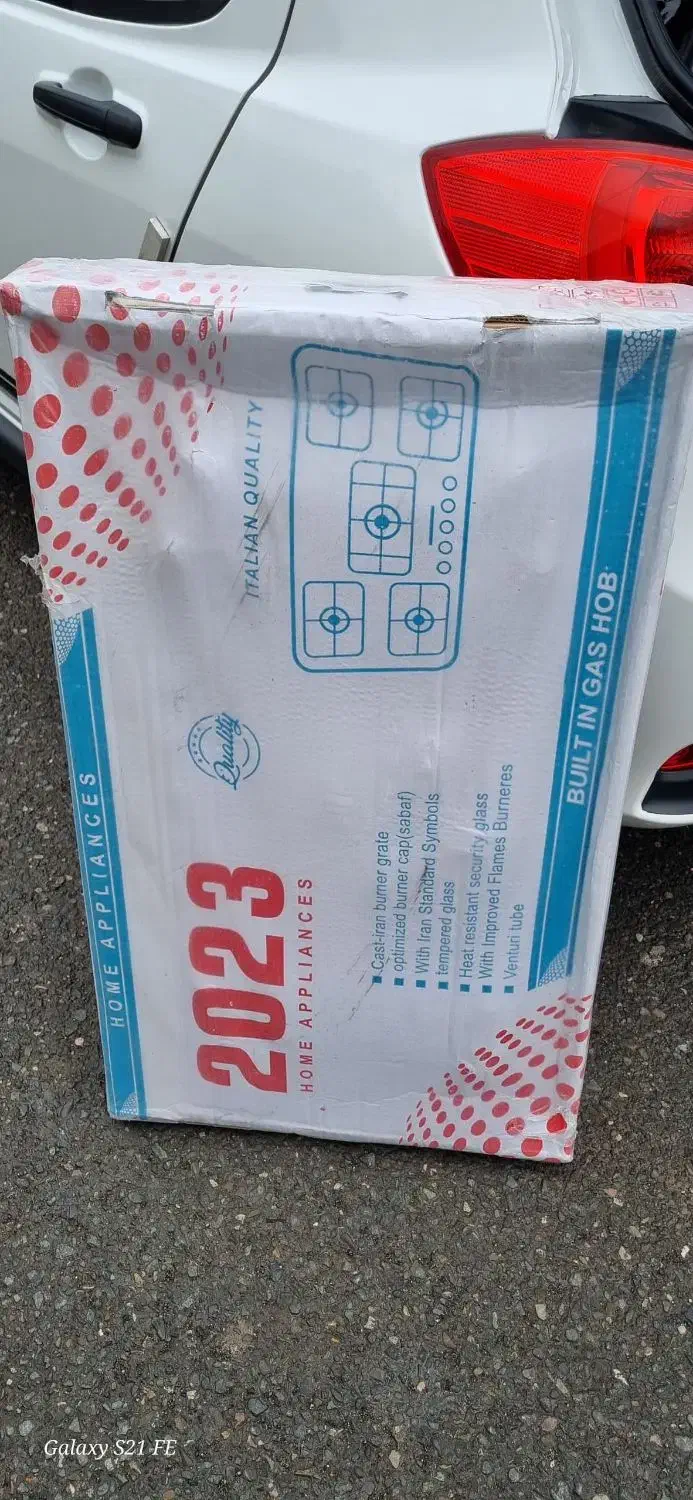 HOME APPLIANCES
2023
HOME APPLIANCES
Quality
ITALIAN QUALITY
Cast-iran burner grate
optimized burner cap(sabaf)
With Iran Standard Symbols
tempered glass
Heat resistant security glass
With Improved Flames Burneres
Venturi tube
BUILT IN GAS HOB
Galaxy S21 FE